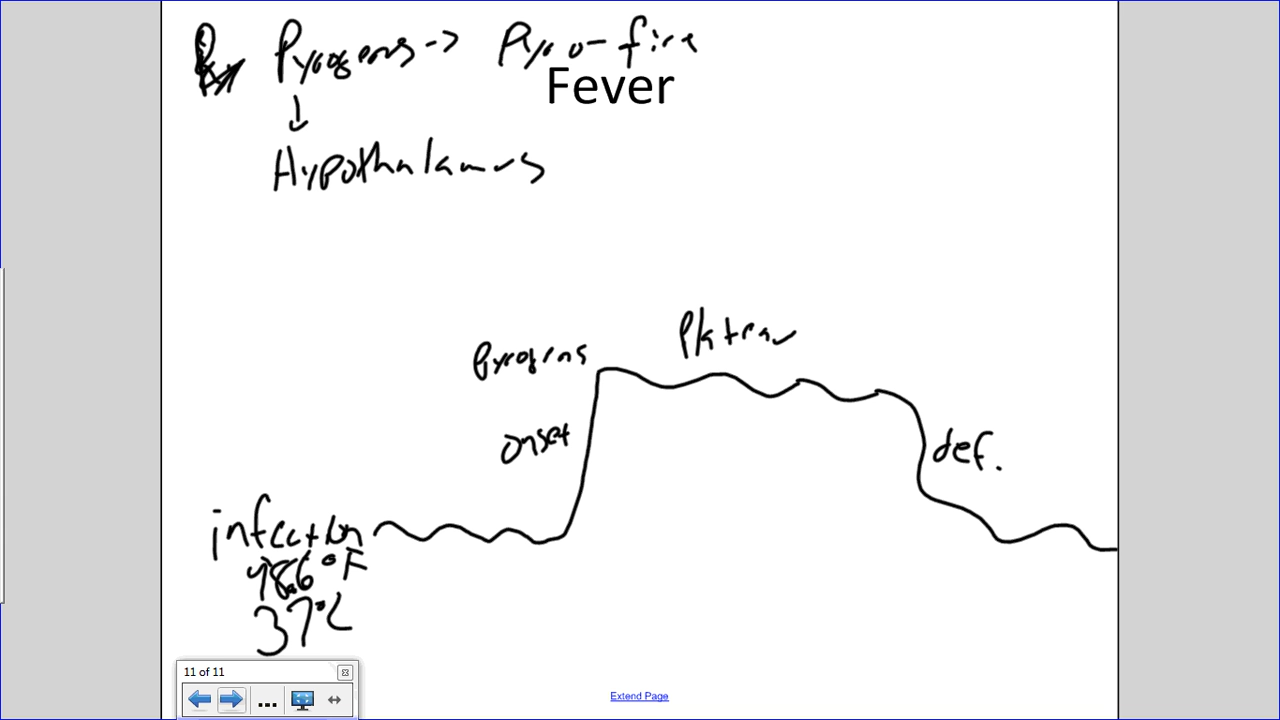 Pyrogens -> Pyro- fire
Fever
↓
Hypothalamus
Plateau
Pyrogens
onset
def.
infection
98.6°F
37°C
11 of 11
...
Extend Page